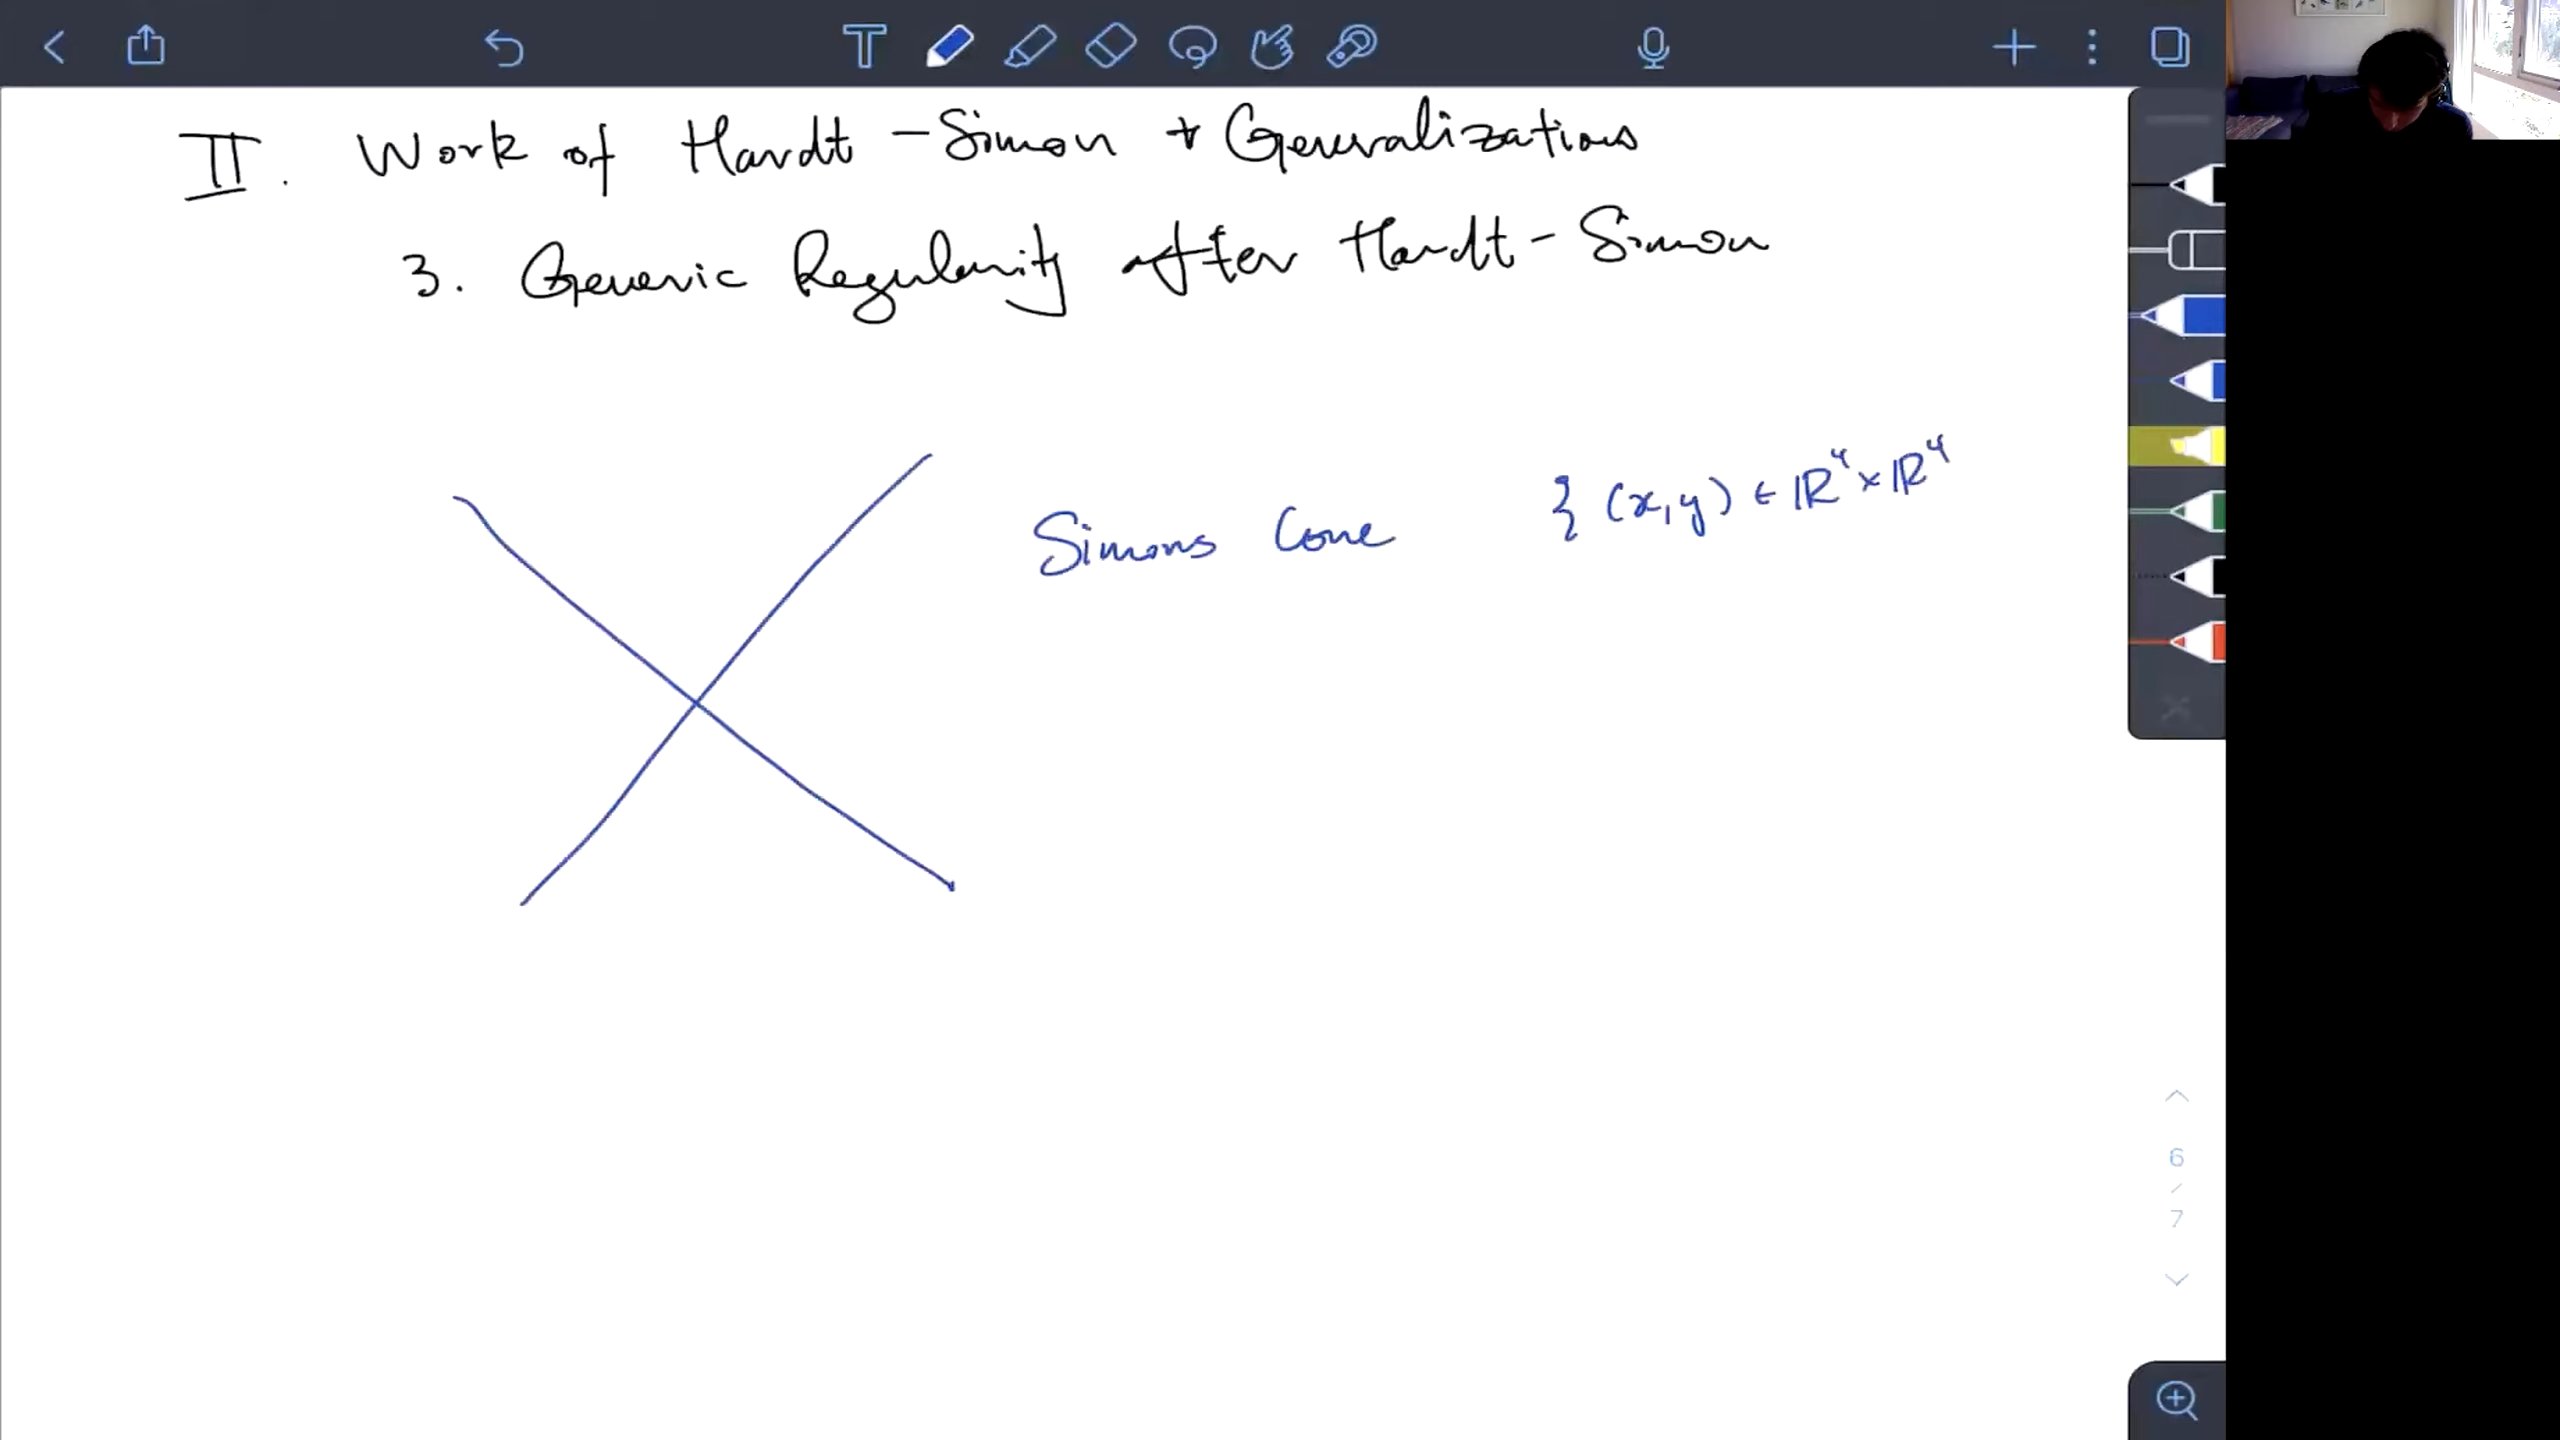 II. Work of Hardt-Simon + Generalizations
3. Generic Regularity after Hardt-Simon
Simons Cone { (x,y) ∈ ℝ⁴ × ℝ⁴
6
/
7